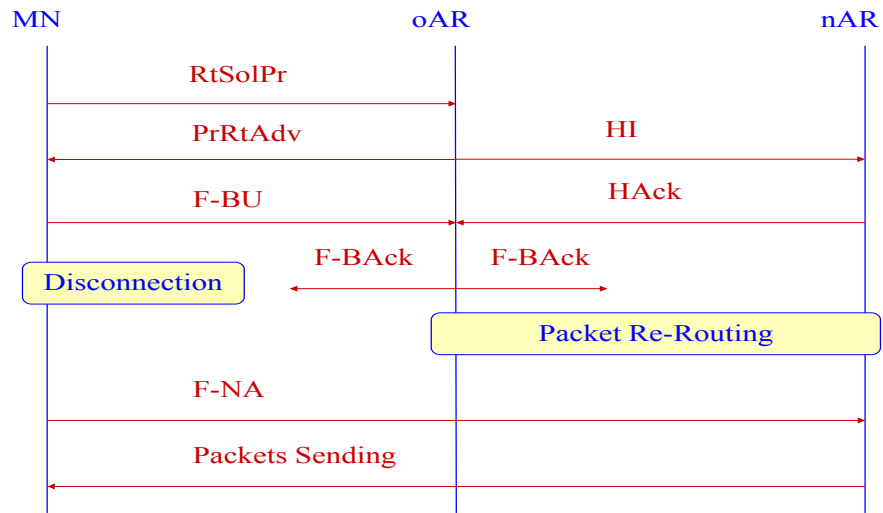 MN oAR nAR
RtSolPr
PrRtAdv HI
F-BU HAck
F-BAck F-BAck
Disconnection
Packet Re-Routing
F-NA
Packets Sending